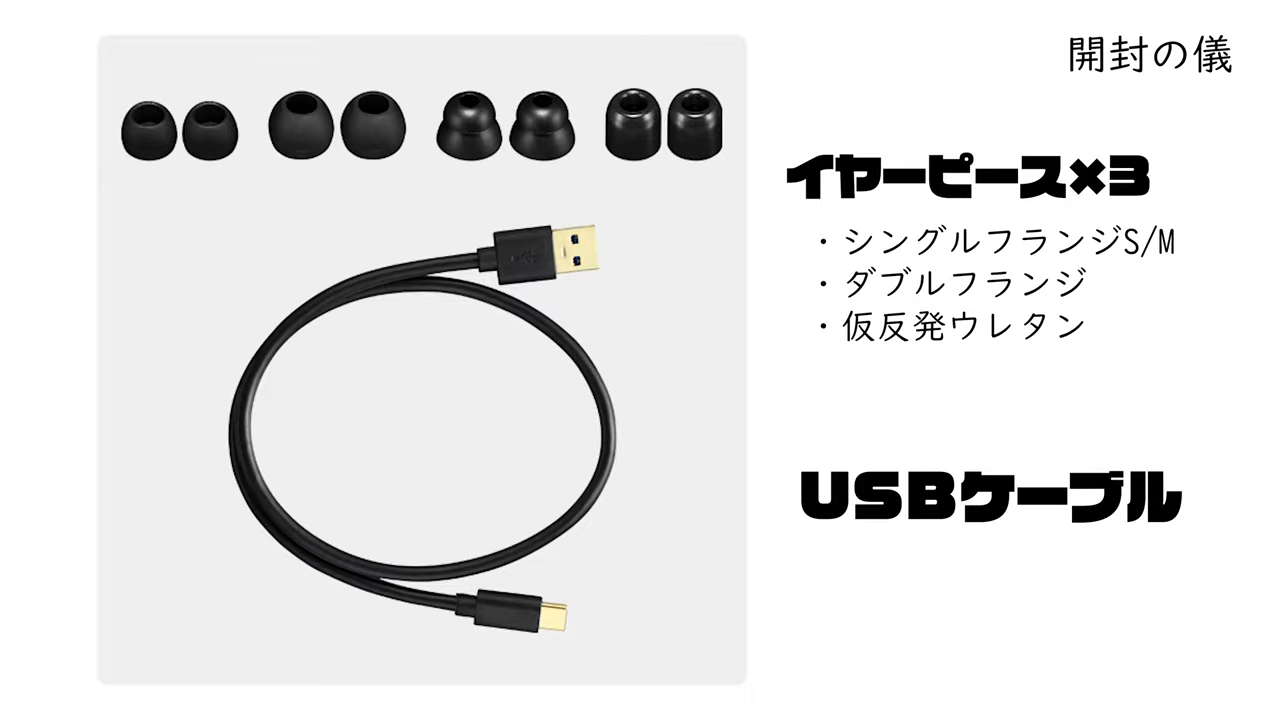 開封の儀
イヤーピース×3
・シングルフランジS/M
・ダブルフランジ
・仮反発ウレタン
USBケーブル